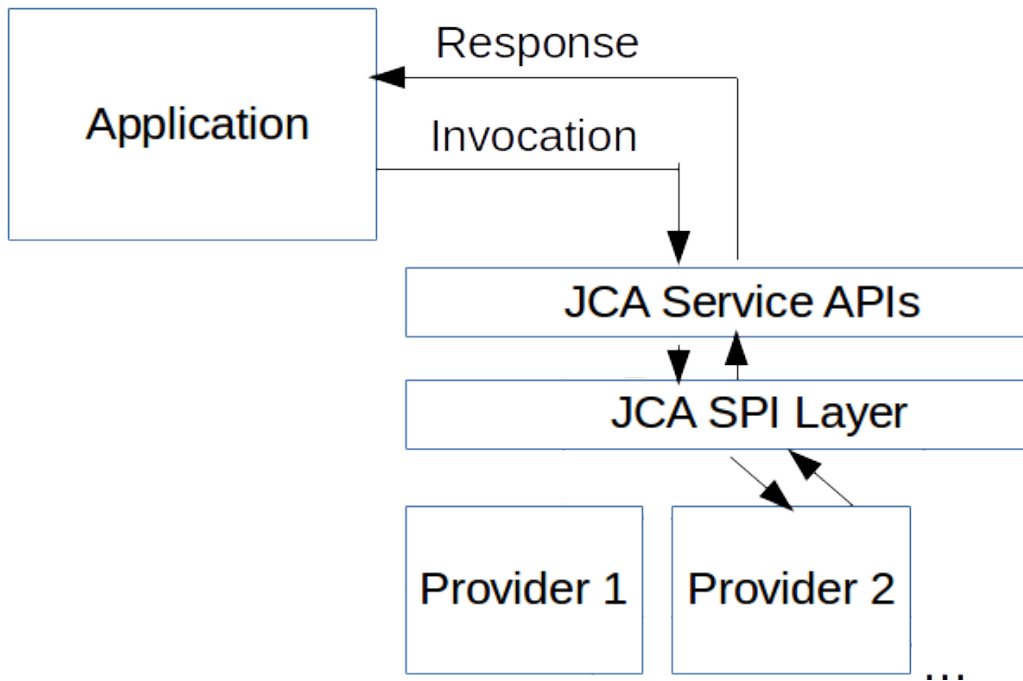 Response
Application
Invocation
JCA Service APIs
JCA SPI Layer
Provider 1
Provider 2
...